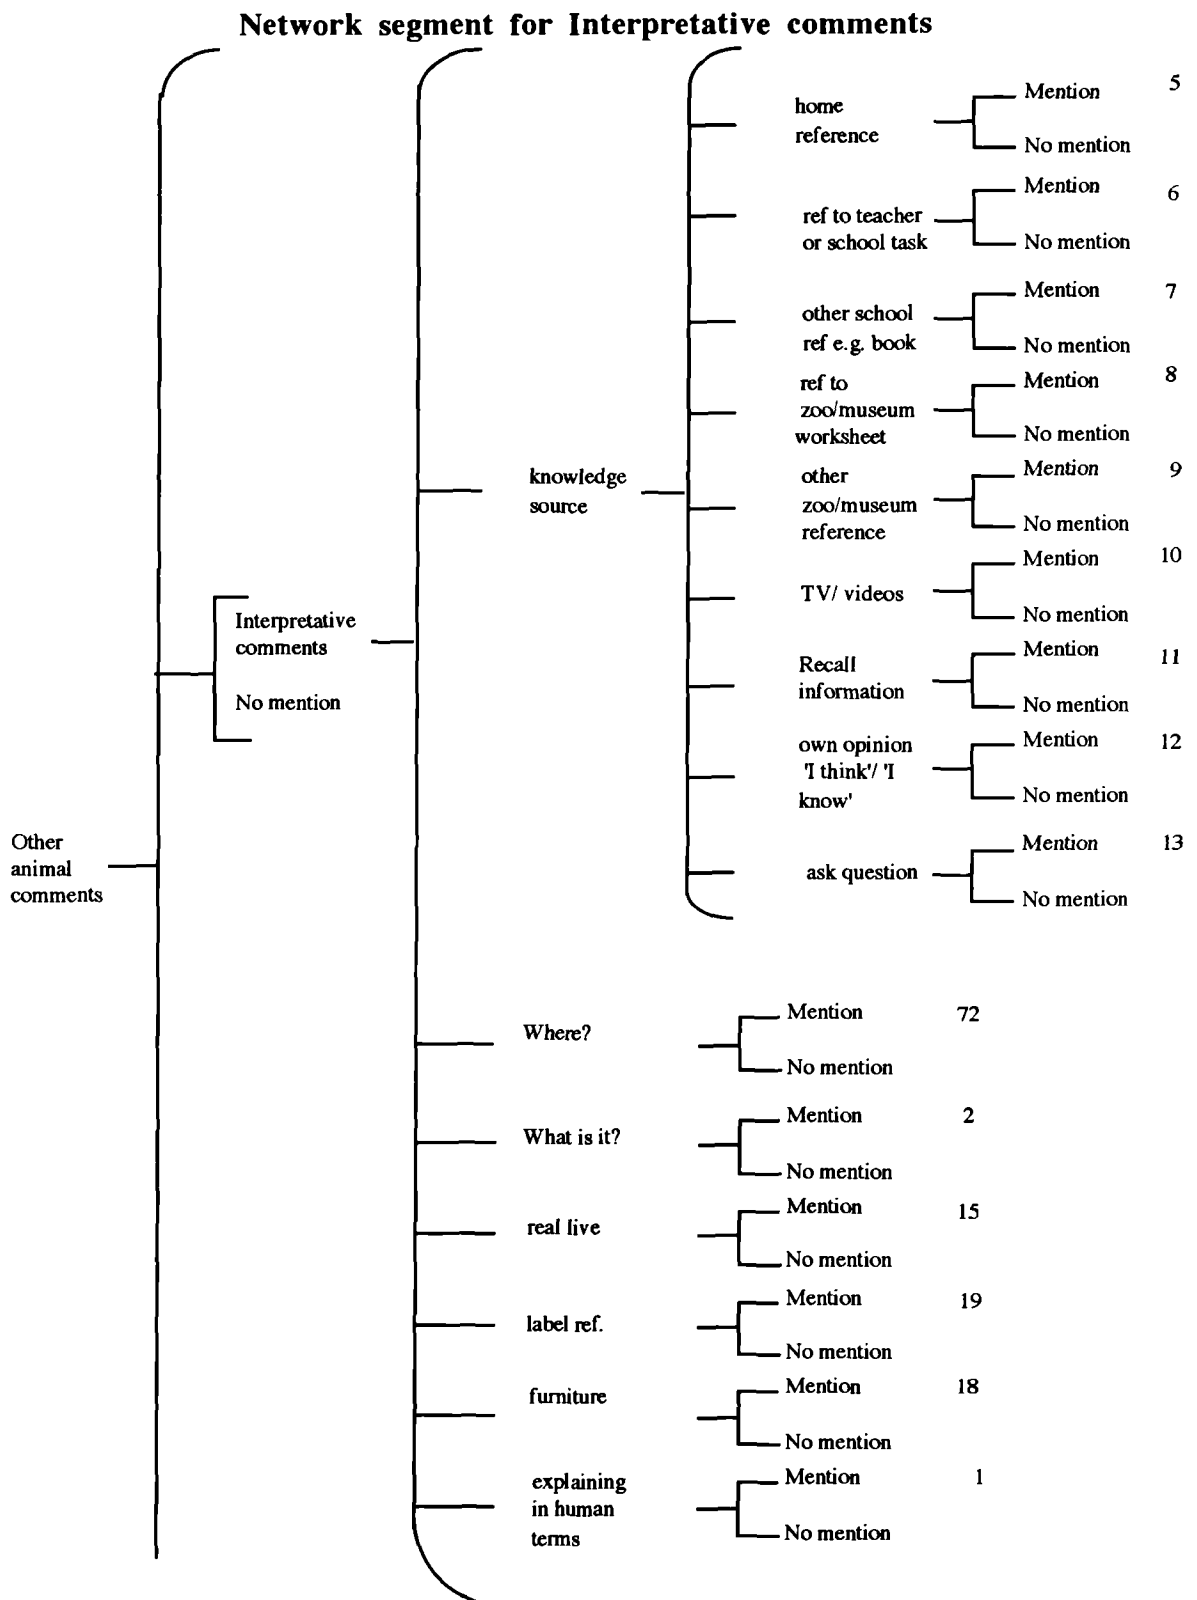 Network segment for Interpretative comments
home
reference
Mention 5
No mention
ref to teacher
or school task
Mention 6
No mention
other school
ref e.g. book
Mention 7
No mention
ref to
zoo/museum
worksheet
Mention 8
No mention
knowledge
source
other
zoo/museum
reference
Mention 9
No mention
TV/ videos
Mention 10
No mention
Interpretative
comments
No mention
Recall
information
Mention 11
No mention
own opinion
'I think'/ 'I
know'
Mention 12
No mention
Other
animal
comments
ask question
Mention 13
No mention
Where?
Mention 72
No mention
What is it?
Mention 2
No mention
real live
Mention 15
No mention
label ref.
Mention 19
No mention
furniture
Mention 18
No mention
explaining
in human
terms
Mention 1
No mention